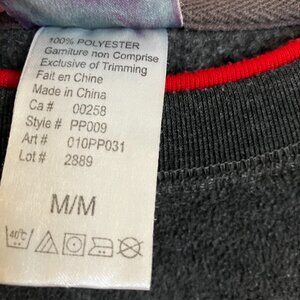 100% POLYESTER
Garniture non Comprise
Exclusive of Trimming
Fait en Chine
Made in China
Ca # 00258
Style # PP009
Art # 010PP031
Lot # 2889
M/M
40°C